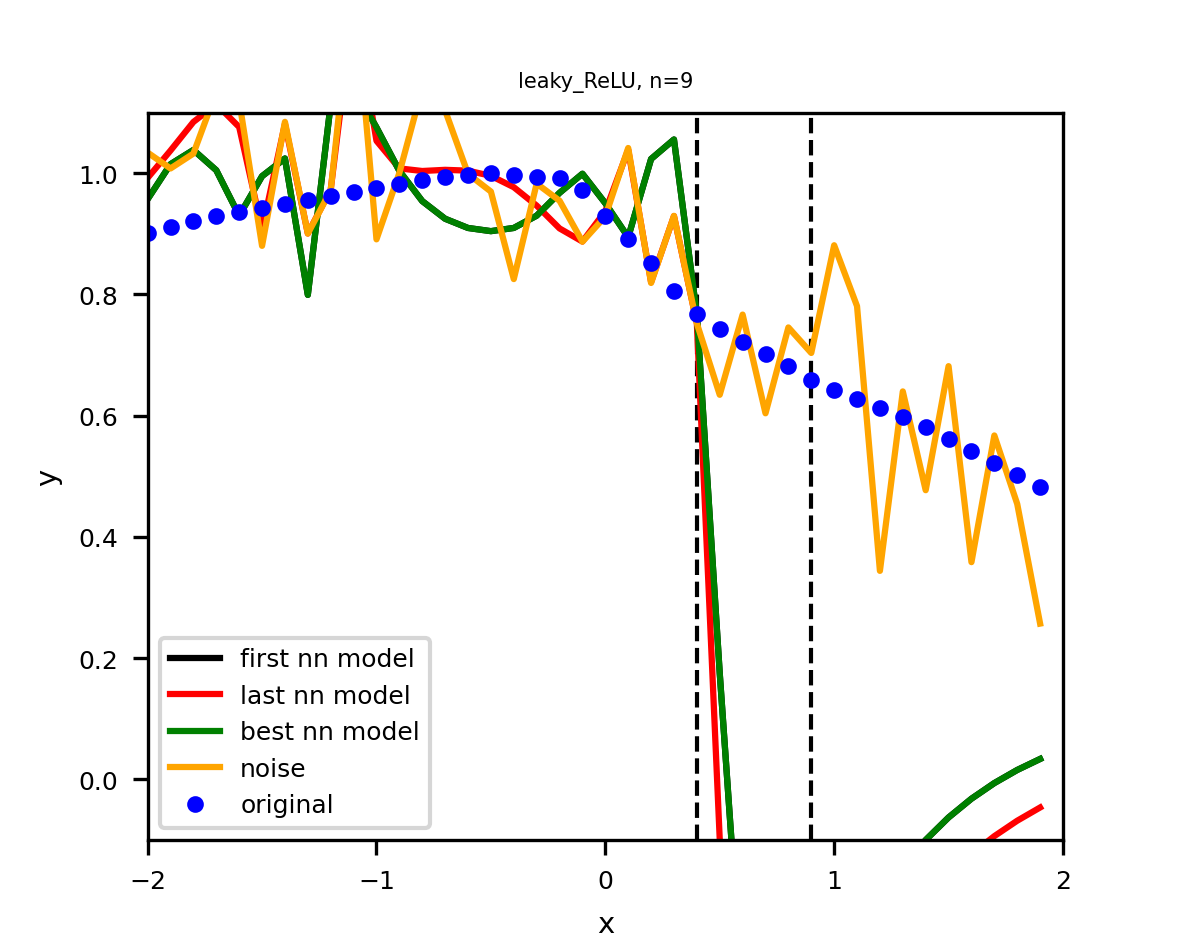 leaky_ReLU, n=9
1.0
0.8
0.6
0.4
0.2
0.0
y
first nn model
last nn model
best nn model
noise
original
−2
−1
0
1
2
x